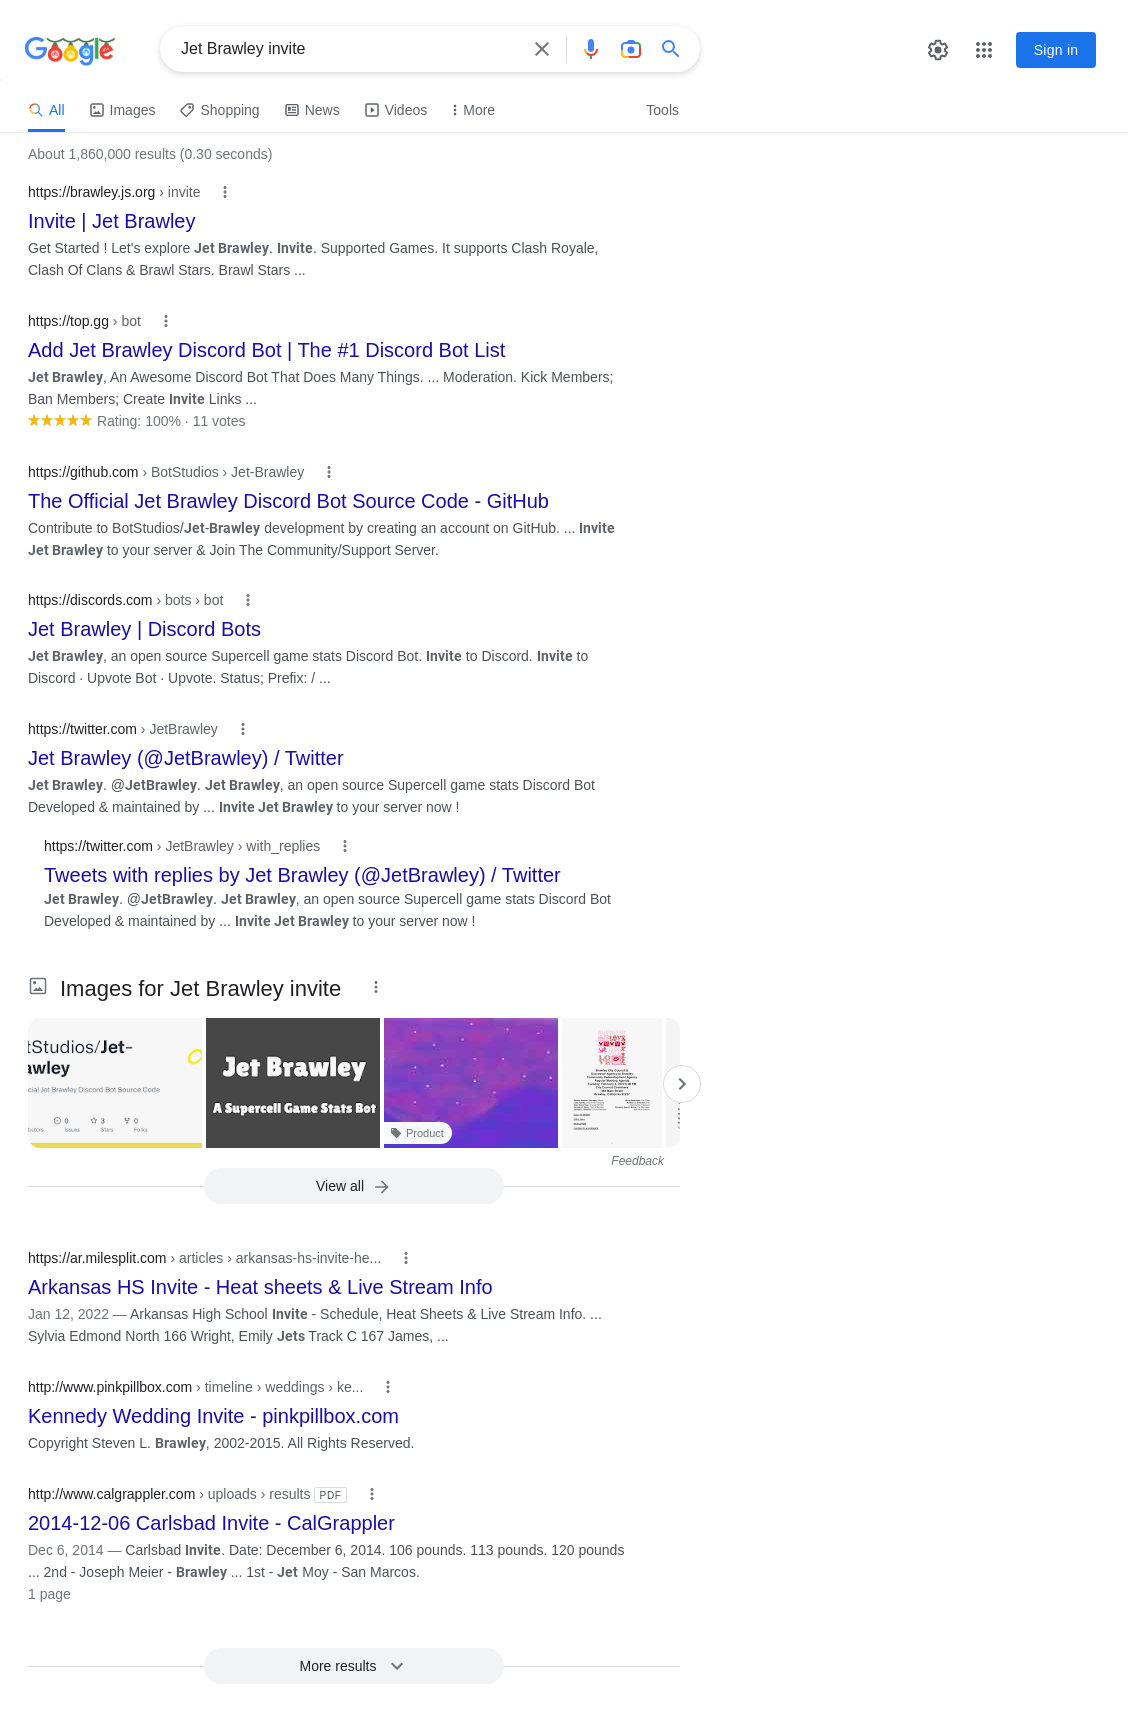 Google
Jet Brawley invite
Sign in
All
Images
Shopping
News
Videos
More
Tools
About 1,860,000 results (0.30 seconds)
https://brawley.js.org › invite
Invite | Jet Brawley
Get Started ! Let's explore Jet Brawley. Invite. Supported Games. It supports Clash Royale,
Clash Of Clans & Brawl Stars. Brawl Stars ...
https://top.gg › bot
Add Jet Brawley Discord Bot | The #1 Discord Bot List
Jet Brawley, An Awesome Discord Bot That Does Many Things. ... Moderation. Kick Members;
Ban Members; Create Invite Links ...
Rating: 100% · 11 votes
https://github.com › BotStudios › Jet-Brawley
The Official Jet Brawley Discord Bot Source Code - GitHub
Contribute to BotStudios/Jet-Brawley development by creating an account on GitHub. ... Invite
Jet Brawley to your server & Join The Community/Support Server.
https://discords.com › bots › bot
Jet Brawley | Discord Bots
Jet Brawley, an open source Supercell game stats Discord Bot. Invite to Discord. Invite to
Discord · Upvote Bot · Upvote. Status; Prefix: / ...
https://twitter.com › JetBrawley
Jet Brawley (@JetBrawley) / Twitter
Jet Brawley. @JetBrawley. Jet Brawley, an open source Supercell game stats Discord Bot
Developed & maintained by ... Invite Jet Brawley to your server now !
https://twitter.com › JetBrawley › with_replies
Tweets with replies by Jet Brawley (@JetBrawley) / Twitter
Jet Brawley. @JetBrawley. Jet Brawley, an open source Supercell game stats Discord Bot
Developed & maintained by ... Invite Jet Brawley to your server now !
Images for Jet Brawley invite
tStudios/Jet-
awley
cial Jet Brawley Discord Bot Source Code
0
3
0
Issues
Stars
Forks
Jet Brawley
A Supercell Game Stats Bot
Product
Feedback
View all
https://ar.milesplit.com › articles › arkansas-hs-invite-he...
Arkansas HS Invite - Heat sheets & Live Stream Info
Jan 12, 2022 — Arkansas High School Invite - Schedule, Heat Sheets & Live Stream Info. ...
Sylvia Edmond North 166 Wright, Emily Jets Track C 167 James, ...
http://www.pinkpillbox.com › timeline › weddings › ke...
Kennedy Wedding Invite - pinkpillbox.com
Copyright Steven L. Brawley, 2002-2015. All Rights Reserved.
http://www.calgrappler.com › uploads › results PDF
2014-12-06 Carlsbad Invite - CalGrappler
Dec 6, 2014 — Carlsbad Invite. Date: December 6, 2014. 106 pounds. 113 pounds. 120 pounds
... 2nd - Joseph Meier - Brawley ... 1st - Jet Moy - San Marcos.
1 page
More results